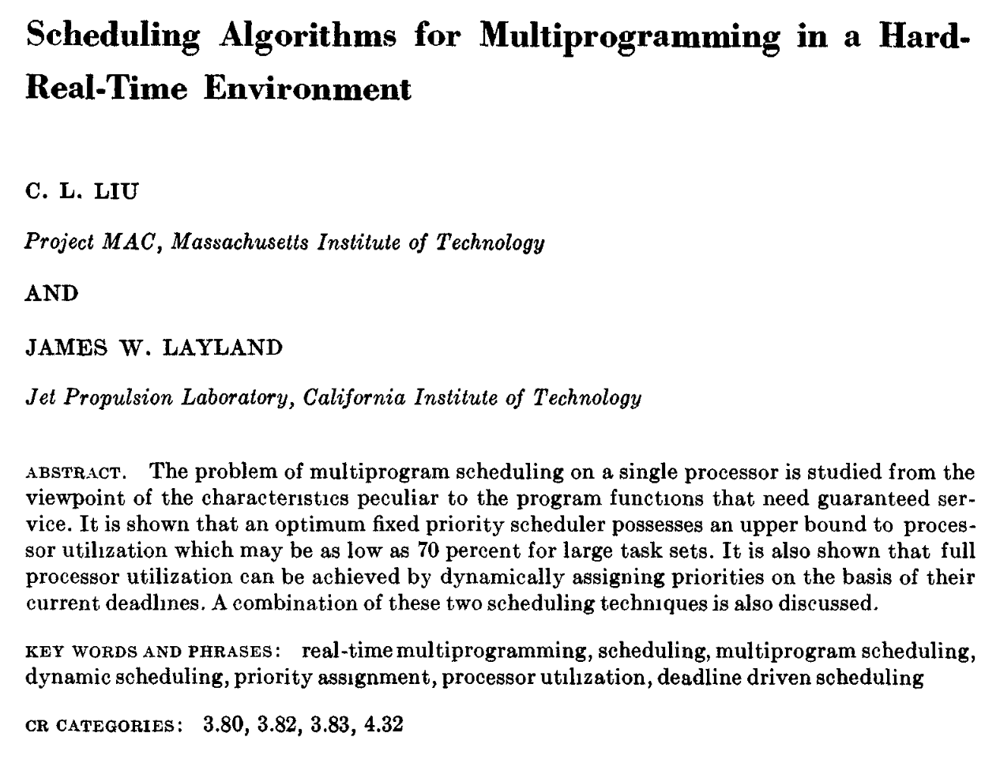 Scheduling Algorithms for Multiprogramming in a Hard-
Real-Time Environment
C. L. LIU
Project MAC, Massachusetts Institute of Technology
AND
JAMES W. LAYLAND
Jet Propulsion Laboratory, California Institute of Technology
ABSTRACT. The problem of multiprogram scheduling on a single processor is studied from the
viewpoint of the characteristics peculiar to the program functions that need guaranteed ser-
vice. It is shown that an optimum fixed priority scheduler possesses an upper bound to proces-
sor utilization which may be as low as 70 percent for large task sets. It is also shown that full
processor utilization can be achieved by dynamically assigning priorities on the basis of their
current deadlines. A combination of these two scheduling techniques is also discussed.
KEY WORDS AND PHRASES: real-time multiprogramming, scheduling, multiprogram scheduling,
dynamic scheduling, priority assignment, processor utilization, deadline driven scheduling
CR CATEGORIES: 3.80, 3.82, 3.83, 4.32